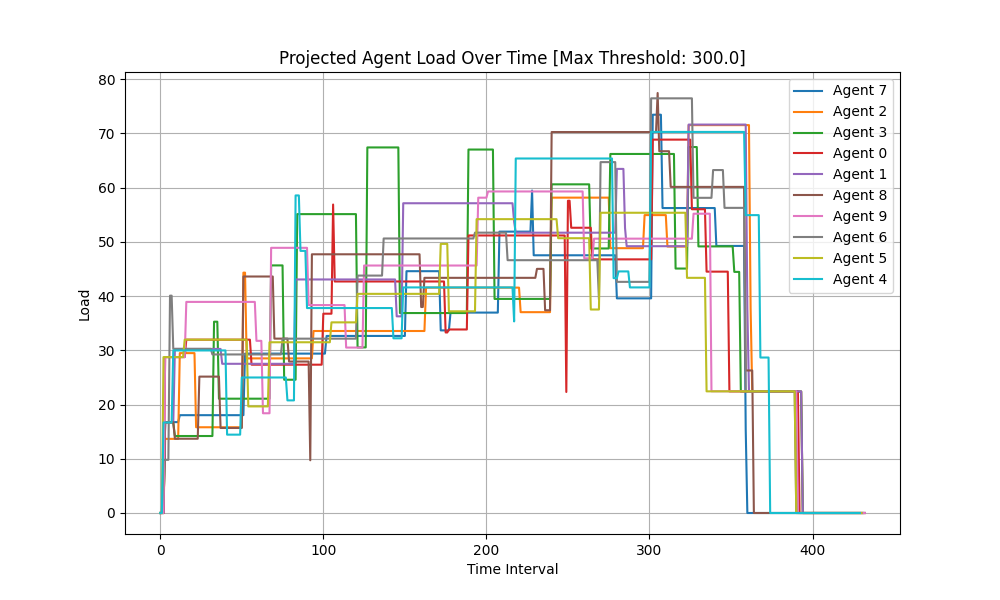 Projected Agent Load Over Time [Max Threshold: 300.0]
80
70
60
50
40
30
20
10
0
Load
0 100 200 300 400
Time Interval
Agent 7
Agent 2
Agent 3
Agent 0
Agent 1
Agent 8
Agent 9
Agent 6
Agent 5
Agent 4